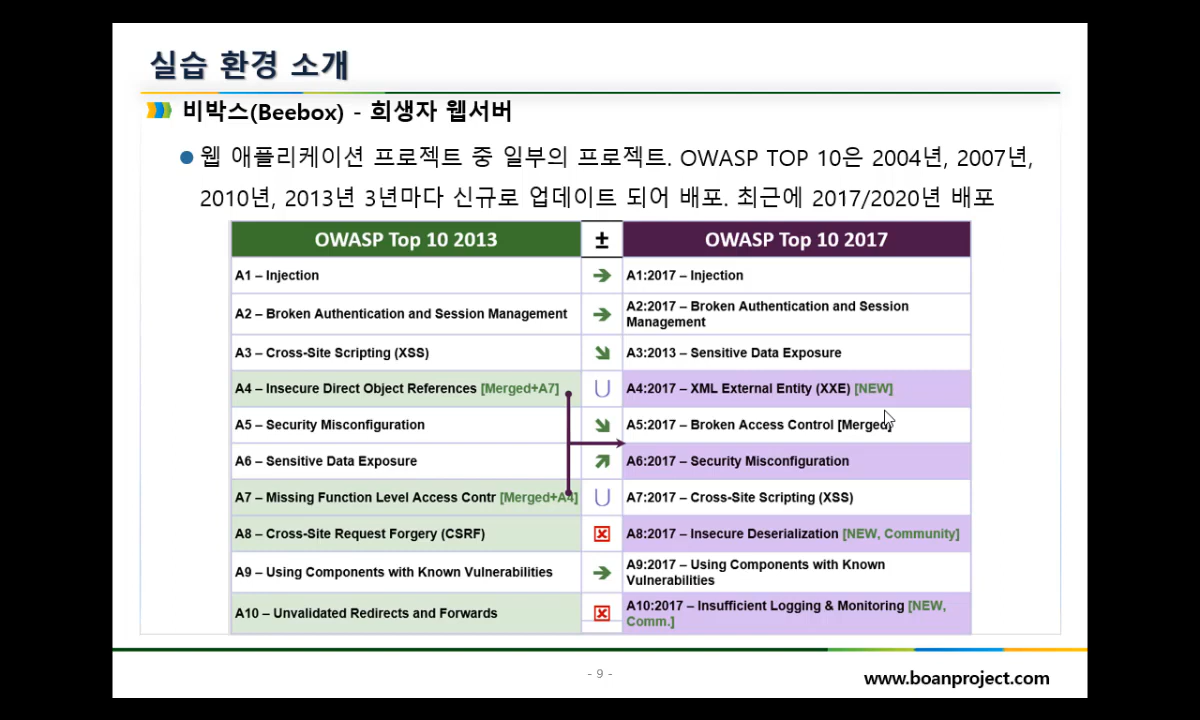 실습 환경 소개
비박스(Beebox) - 희생자 웹서버
웹 애플리케이션 프로젝트 중 일부의 프로젝트. OWASP TOP 10은 2004년, 2007년,
2010년, 2013년 3년마다 신규로 업데이트 되어 배포. 최근에 2017/2020년 배포
OWASP Top 10 2013 ± OWASP Top 10 2017
A1 – Injection → A1:2017 – Injection
A2 – Broken Authentication and Session Management → A2:2017 – Broken Authentication and Session
Management
A3 – Cross-Site Scripting (XSS) ↘ A3:2013 – Sensitive Data Exposure
A4 – Insecure Direct Object References [Merged+A7] U A4:2017 – XML External Entity (XXE) [NEW]
A5 – Security Misconfiguration ↘ A5:2017 – Broken Access Control [Merged]
A6 – Sensitive Data Exposure ↗ A6:2017 – Security Misconfiguration
A7 – Missing Function Level Access Contr [Merged+A4] U A7:2017 – Cross-Site Scripting (XSS)
A8 – Cross-Site Request Forgery (CSRF) ☒ A8:2017 – Insecure Deserialization [NEW, Community]
A9 – Using Components with Known Vulnerabilities → A9:2017 – Using Components with Known
Vulnerabilities
A10 – Unvalidated Redirects and Forwards ☒ A10:2017 – Insufficient Logging & Monitoring [NEW,
Comm.]
- 9 -
www.boanproject.com